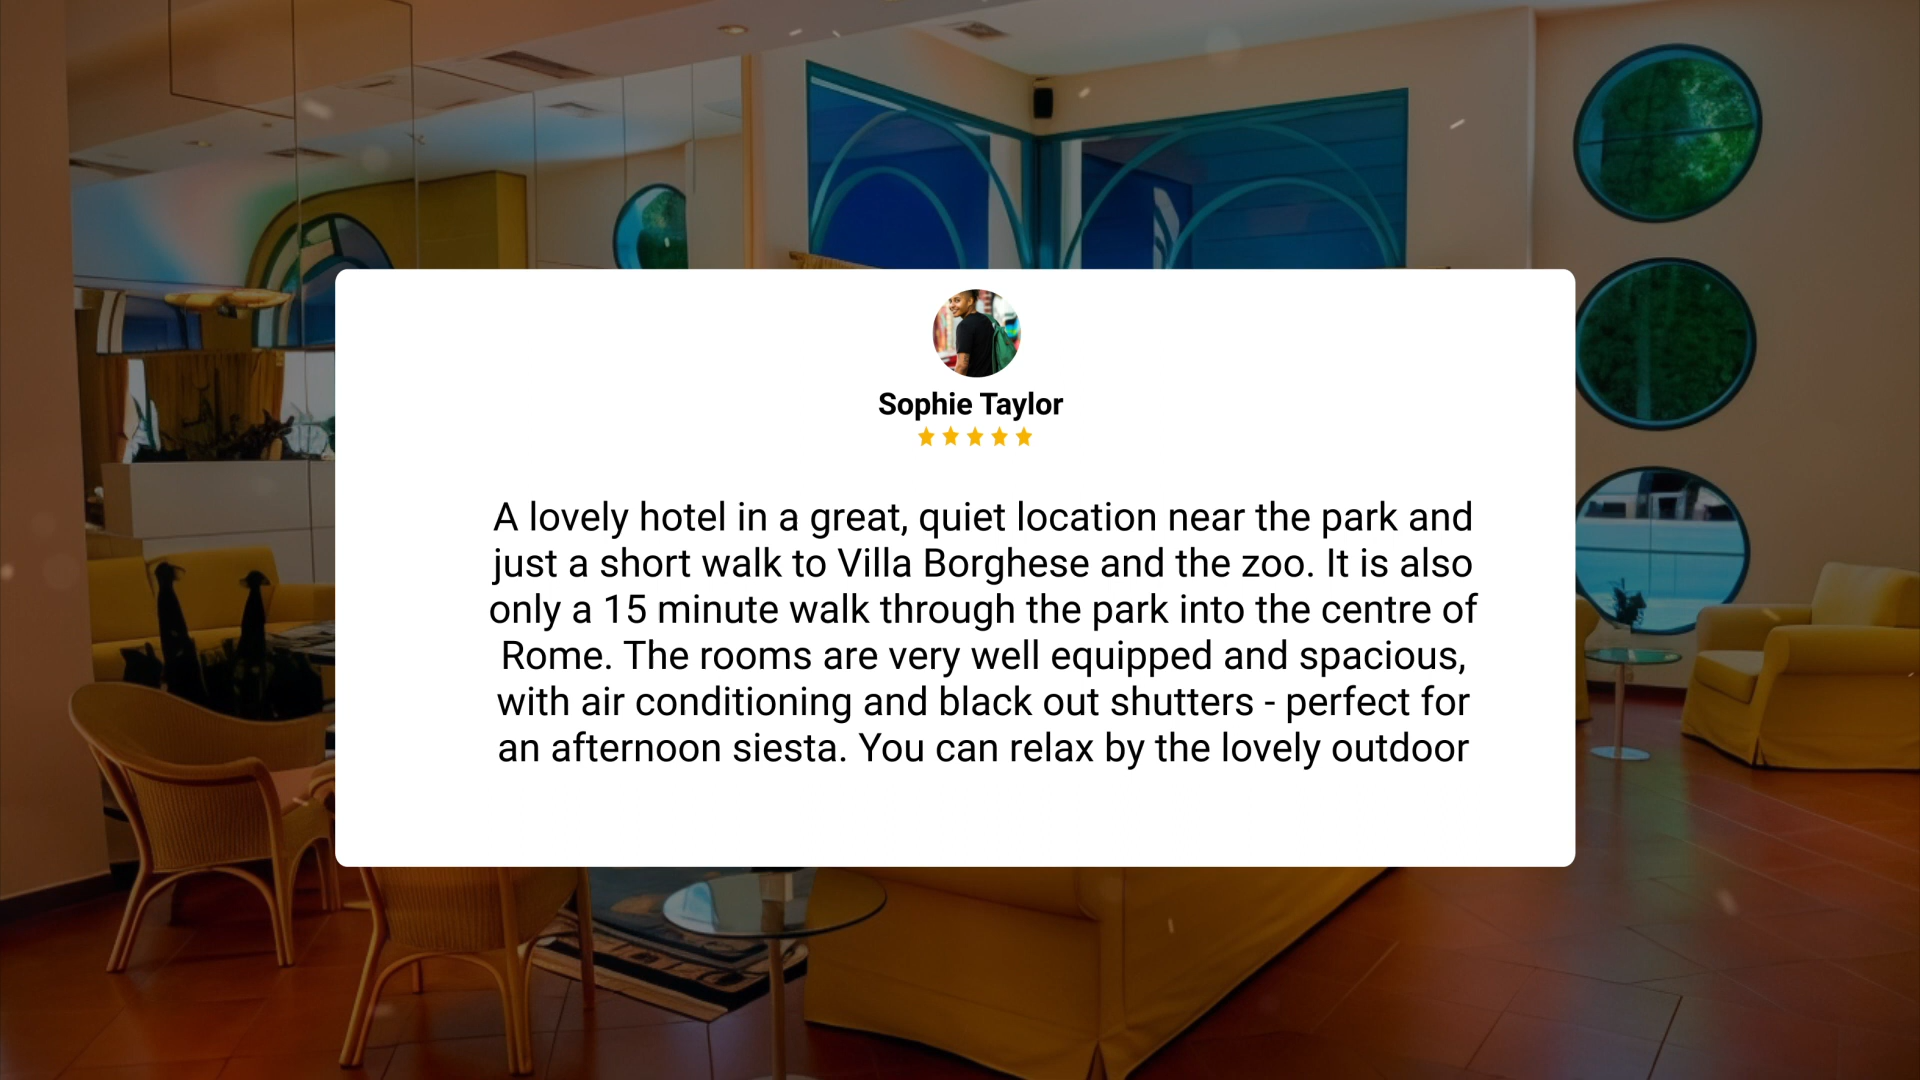 Sophie Taylor
A lovely hotel in a great, quiet location near the park and
just a short walk to Villa Borghese and the zoo. It is also
only a 15 minute walk through the park into the centre of
Rome. The rooms are very well equipped and spacious,
with air conditioning and black out shutters - perfect for
an afternoon siesta. You can relax by the lovely outdoor